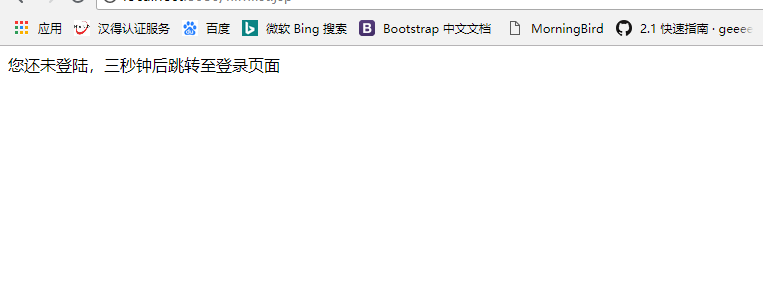 应用 汉得认证服务 百度 微软 Bing 搜索 Bootstrap 中文文档 MorningBird 2.1 快速指南 · geeee
您还未登陆，三秒钟后跳转至登录页面